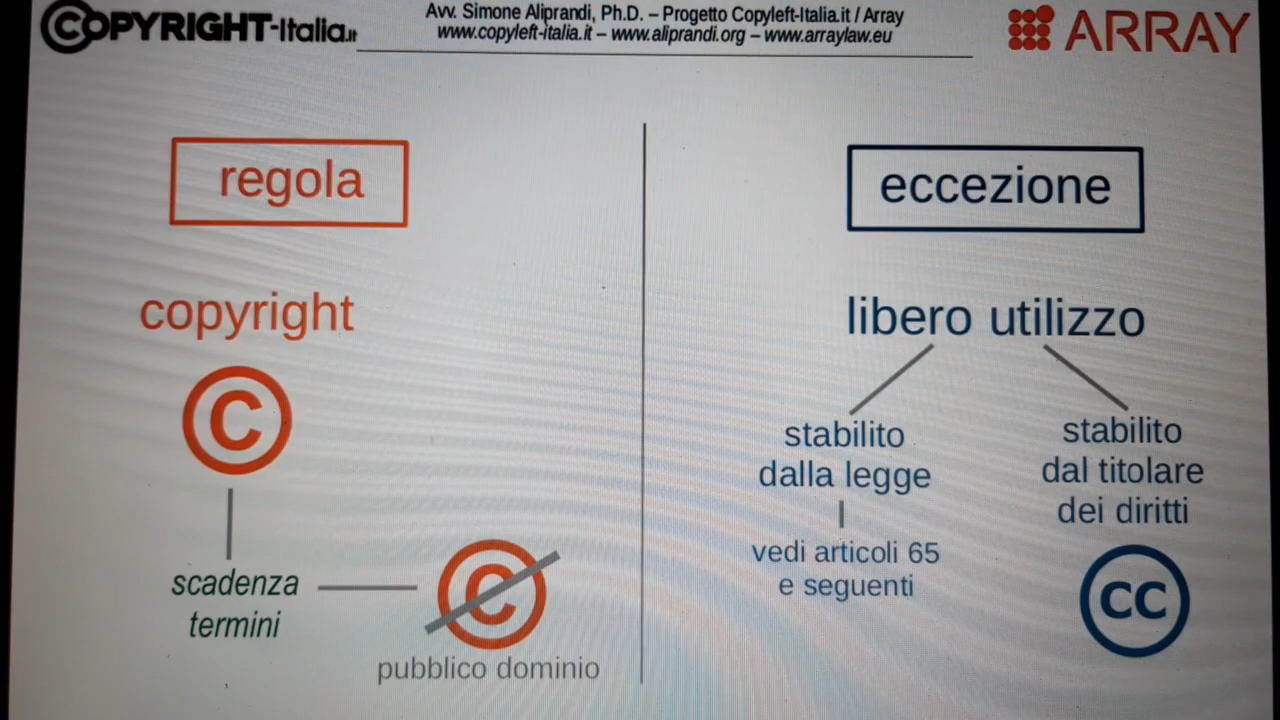 COPYRIGHT-Italia.it
Avv. Simone Aliprandi, Ph.D. – Progetto Copyleft-Italia.it / Array
www.copyleft-italia.it – www.aliprandi.org – www.arraylaw.eu
ARRAY
regola
copyright
C
scadenza
termini
C
pubblico dominio
eccezione
libero utilizzo
stabilito
dalla legge
vedi articoli 65
e seguenti
stabilito
dal titolare
dei diritti
CC